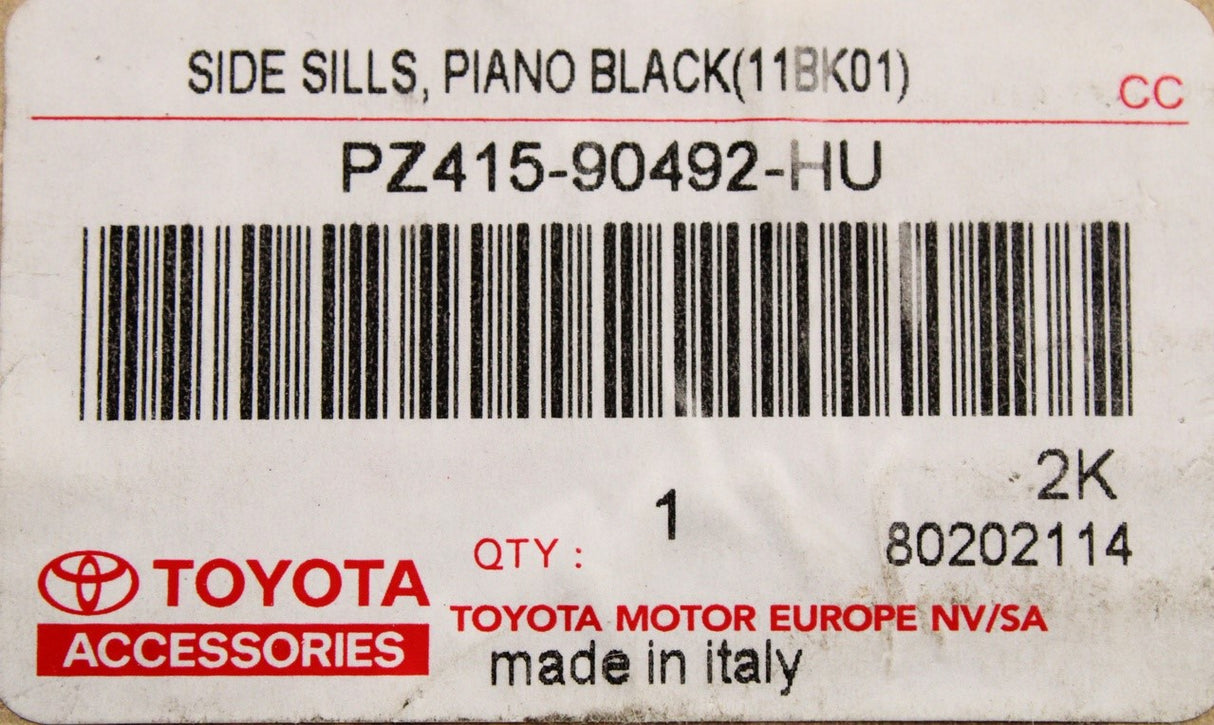 SIDE SILLS, PIANO BLACK(11BK01)
CC
PZ415-90492-HU
2K
1
QTY :
80202114
TOYOTA
ACCESSORIES
TOYOTA MOTOR EUROPE NV/SA
made in italy